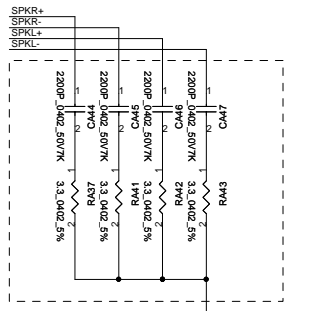 SPKR+
SPKR-
SPKL+
SPKL-
2200P_0402_50V7K
1
2
CA44
2200P_0402_50V7K
1
2
CA45
2200P_0402_50V7K
1
2
CA46
2200P_0402_50V7K
1
2
CA47
3.3_0402_5%
1
2
RA37
3.3_0402_5%
1
2
RA41
3.3_0402_5%
1
2
RA42
3.3_0402_5%
1
2
RA43